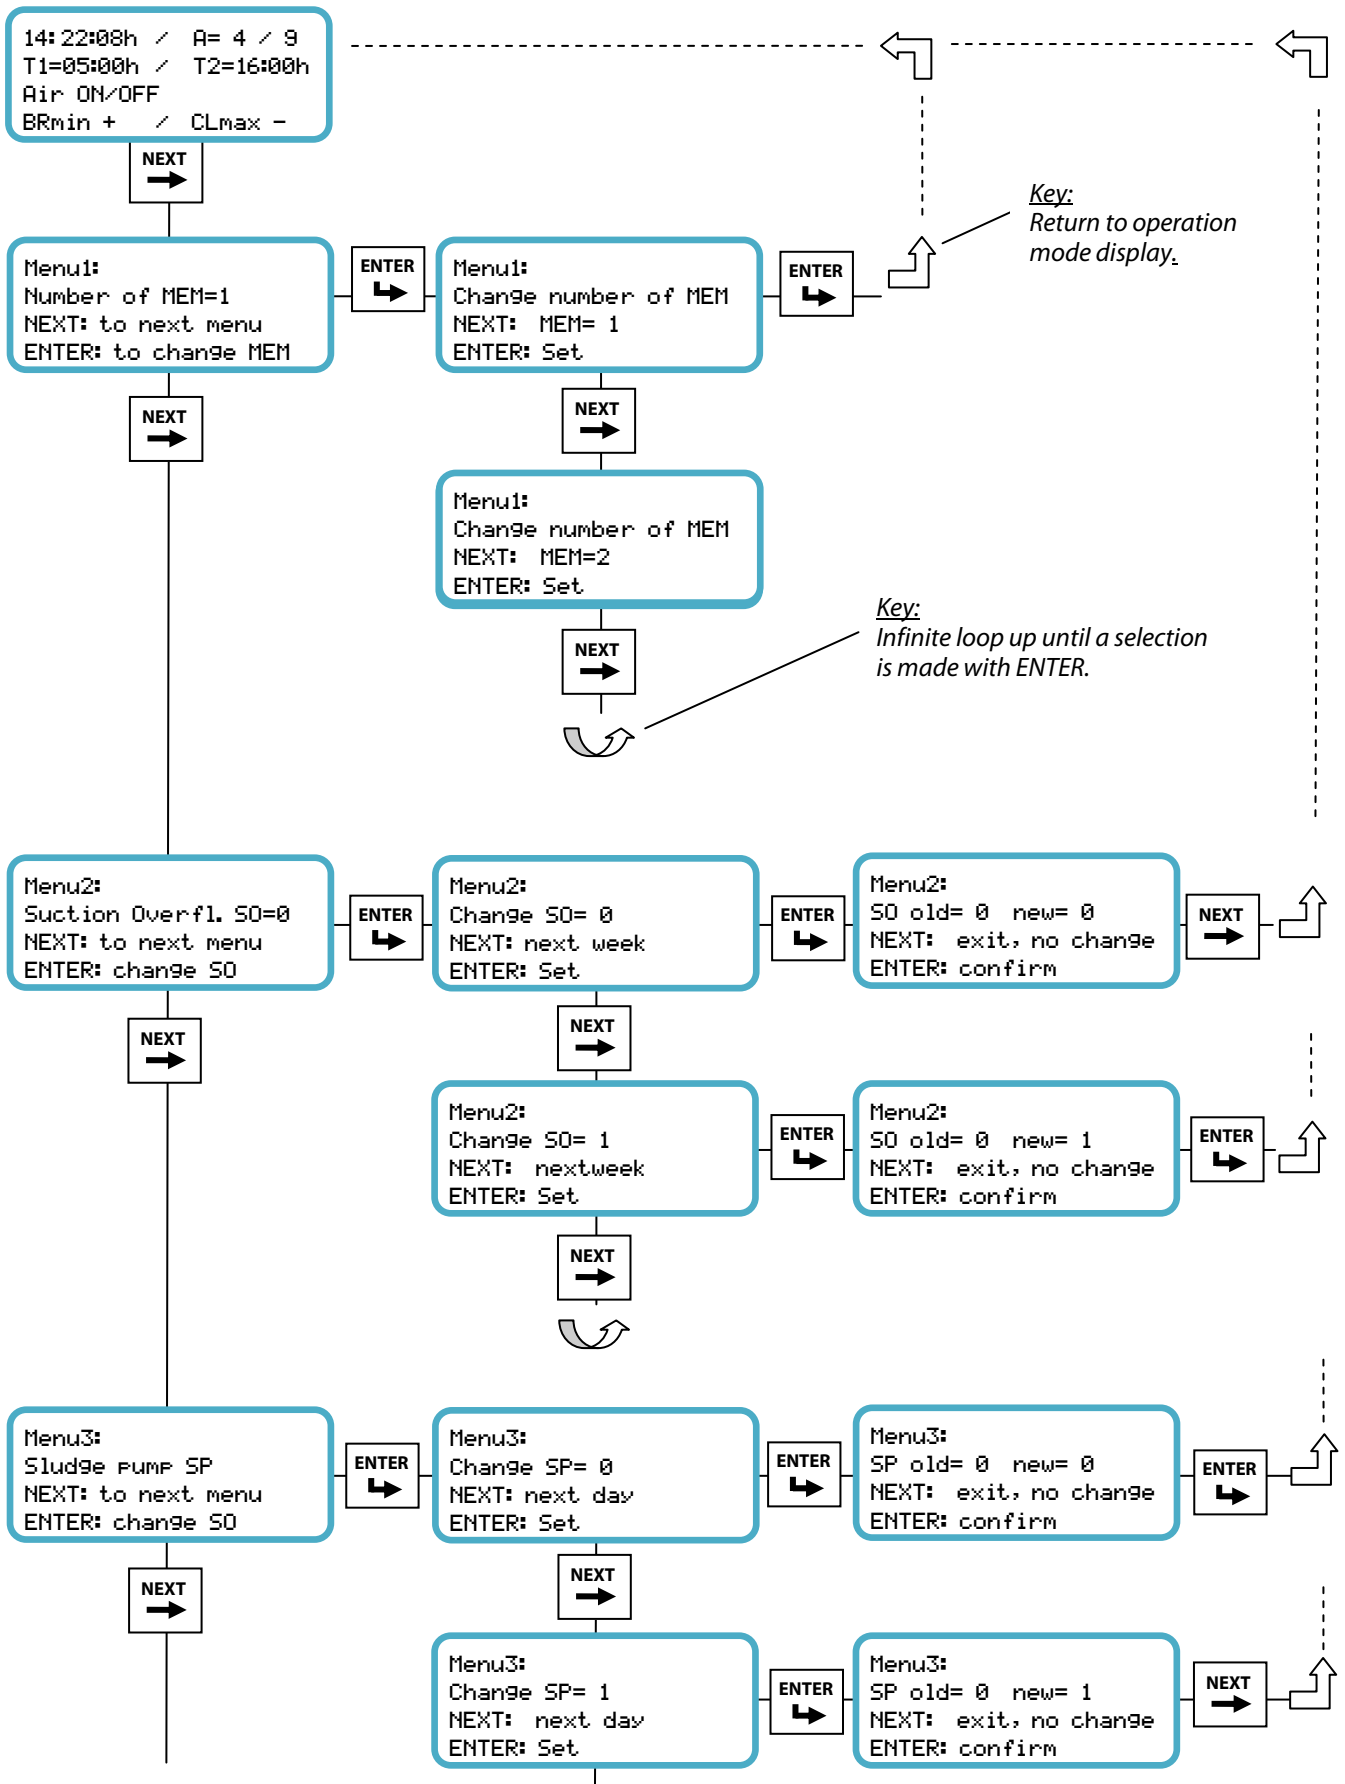 14:22:08h / A= 4 / 9
T1=05:00h / T2=16:00h
Air ON/OFF
BRmin + / CLmax -
NEXT
Key:
Return to operation
mode display.
Menu1:
Number of MEM=1
NEXT: to next menu
ENTER: to change MEM
ENTER
Menu1:
Change number of MEM
NEXT: MEM= 1
ENTER: Set
ENTER
NEXT
NEXT
Menu1:
Change number of MEM
NEXT: MEM=2
ENTER: Set
NEXT
Key:
Infinite loop up until a selection
is made with ENTER.
Menu2:
Suction Overfl. SO=0
NEXT: to next menu
ENTER: change SO
ENTER
Menu2:
Change SO= 0
NEXT: next week
ENTER: Set
ENTER
Menu2:
SO old= 0 new= 0
NEXT: exit, no change
ENTER: confirm
NEXT
NEXT
NEXT
Menu2:
Change SO= 1
NEXT: nextweek
ENTER: Set
ENTER
Menu2:
SO old= 0 new= 1
NEXT: exit, no change
ENTER: confirm
ENTER
NEXT
Menu3:
Sludge pump SP
NEXT: to next menu
ENTER: change SO
ENTER
Menu3:
Change SP= 0
NEXT: next day
ENTER: Set
ENTER
Menu3:
SP old= 0 new= 0
NEXT: exit, no change
ENTER: confirm
ENTER
NEXT
NEXT
Menu3:
Change SP= 1
NEXT: next day
ENTER: Set
ENTER
Menu3:
SP old= 0 new= 1
NEXT: exit, no change
ENTER: confirm
NEXT